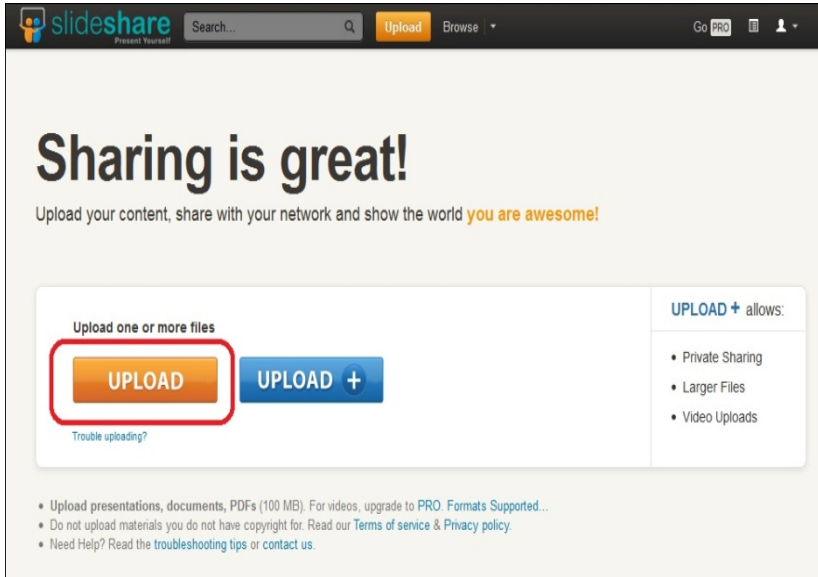 slideshare
Present Yourself
Search...
Upload
Browse
Go PRO
Sharing is great!
Upload your content, share with your network and show the world you are awesome!
Upload one or more files
UPLOAD
UPLOAD +
Trouble uploading?
UPLOAD + allows:
• Private Sharing
• Larger Files
• Video Uploads
• Upload presentations, documents, PDFs (100 MB). For videos, upgrade to PRO. Formats Supported...
• Do not upload materials you do not have copyright for. Read our Terms of service & Privacy policy.
• Need Help? Read the troubleshooting tips or contact us.